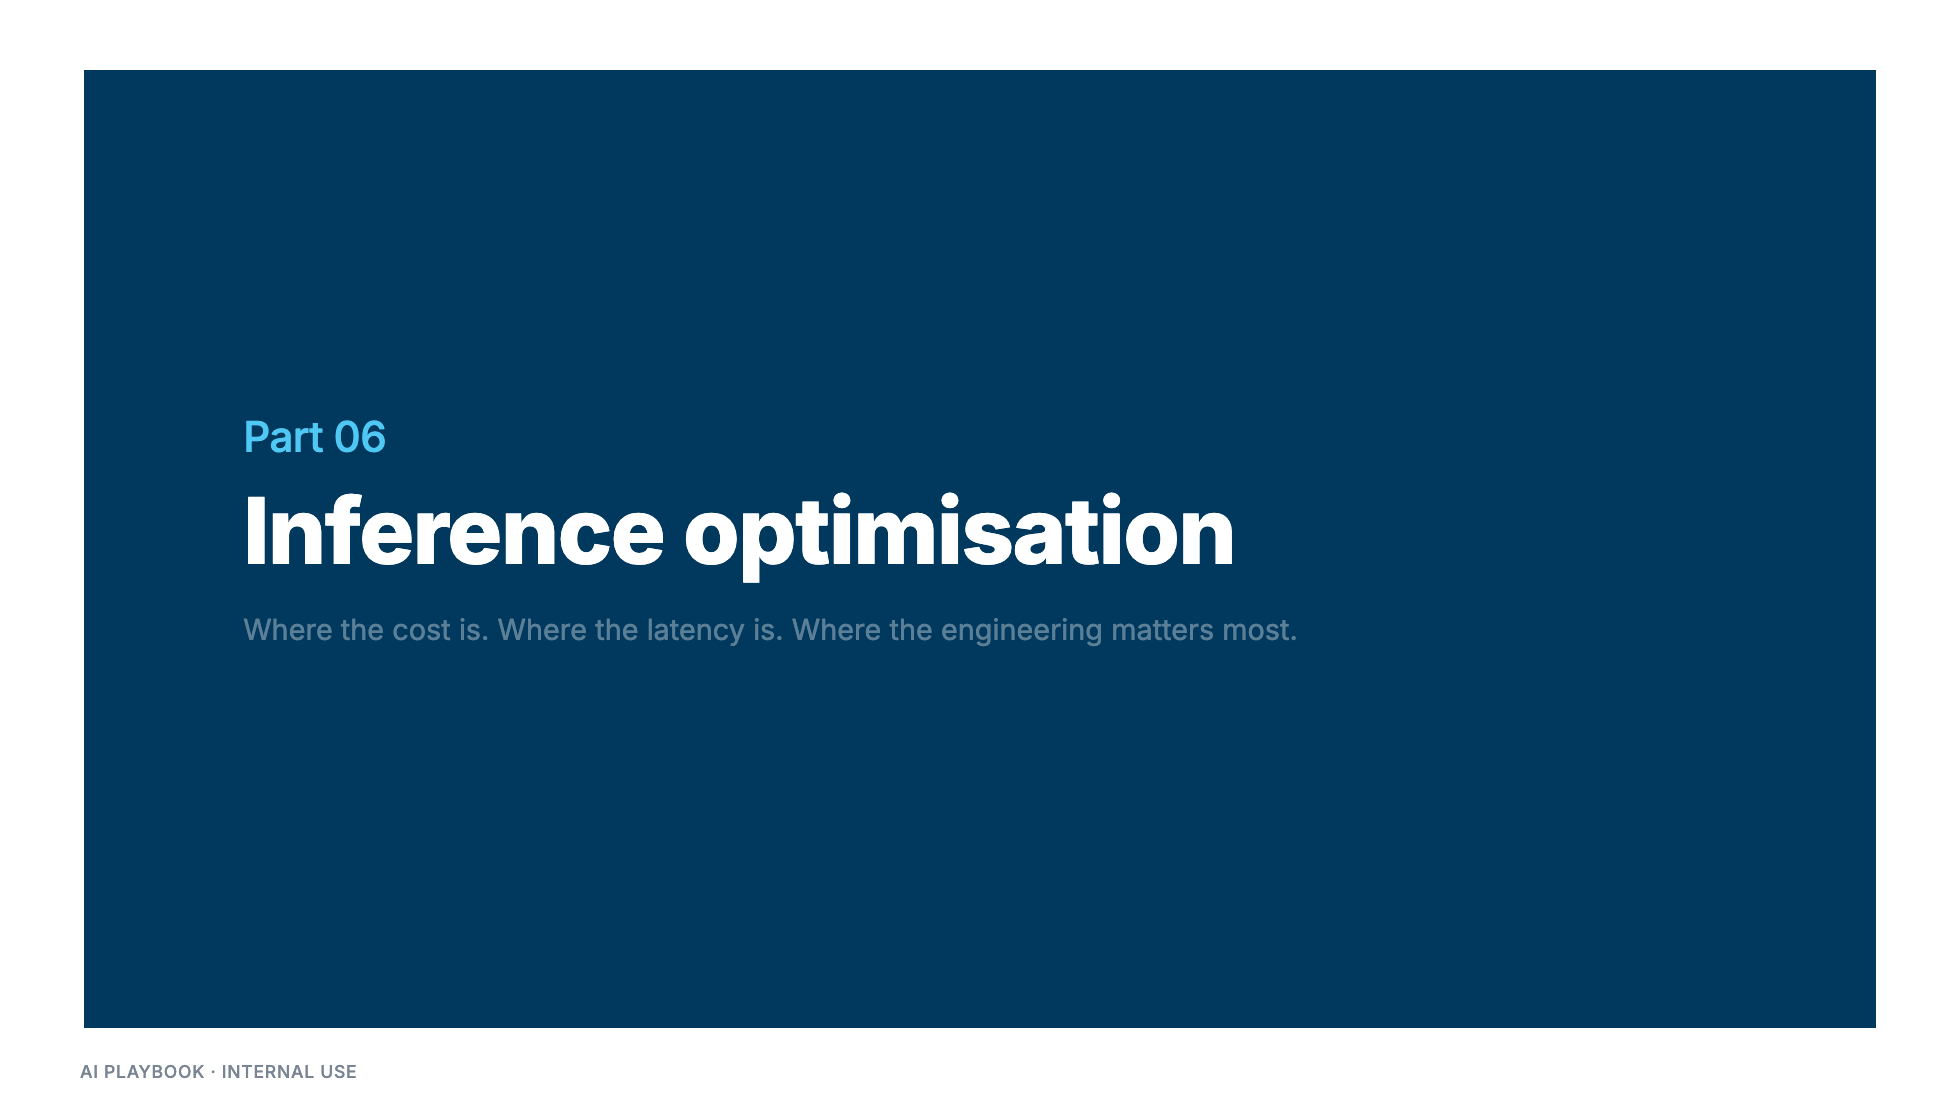 Part 06
Inference optimisation
Where the cost is. Where the latency is. Where the engineering matters most.
AI PLAYBOOK · INTERNAL USE